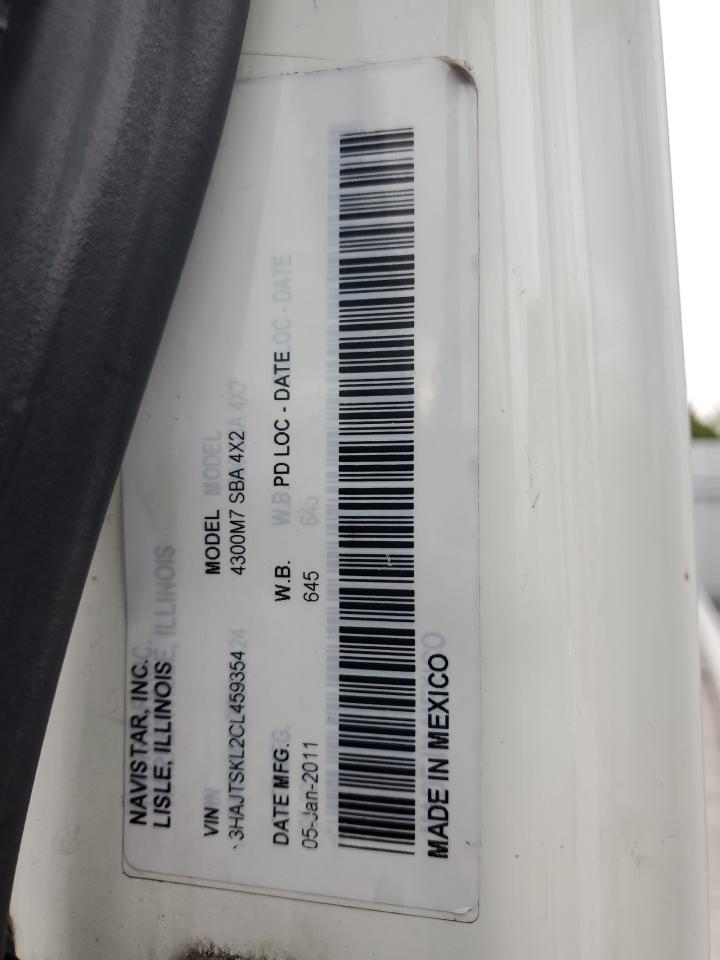 NAVISTAR, INC.
LISLE, ILLINOIS
VIN MODEL
3HAJTSKL2CL459354 4300M7 SBA 4X2
DATE MFG. W.B. PD LOC - DATE
05-Jan-2011 645
MADE IN MEXICO